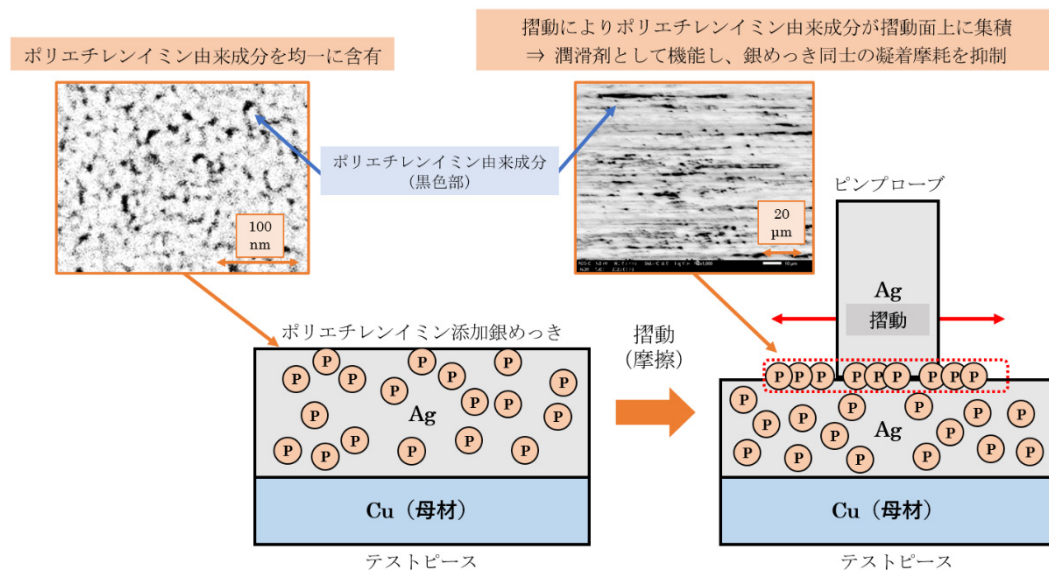 ポリエチレンイミン由来成分を均一に含有
摺動によりポリエチレンイミン由来成分が摺動面上に集積
⇒ 潤滑剤として機能し、銀めっき同士の凝着摩耗を抑制
ポリエチレンイミン由来成分
（黒色部）
100
nm
20
μm
ピンプローブ
Ag
摺動
ポリエチレンイミン添加銀めっき
摺動
（摩擦）
P P P P P P P P P P P P P P P P
Ag
Cu（母材）
テストピース
P P P P P P P P P
P P P P P P P P P P P P P P
Ag
Cu（母材）
テストピース